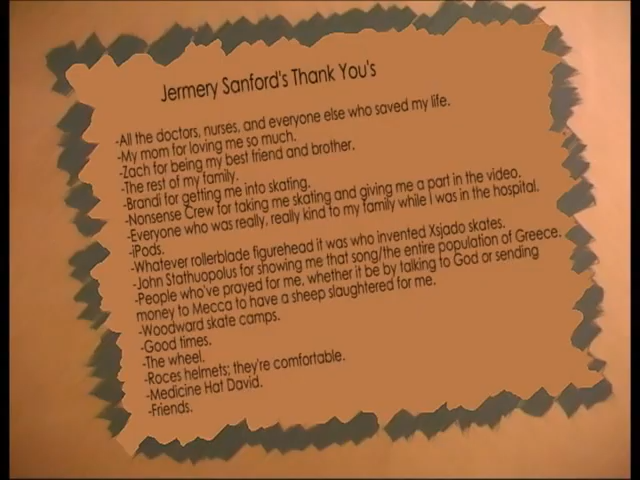 Jermery Sanford's Thank You's
-All the doctors, nurses, and everyone else who saved my life.
-My mom for loving me so much.
-Zach for being my best friend and brother.
-The rest of my family.
-Brandi for getting me into skating.
-Nonsense Crew for taking me skating and giving me a part in the video.
-Everyone who was really, really kind to my family while I was in the hospital.
-iPods.
-Whatever rollerblade figurehead it was who invented Xsjado skates.
-John Stathuopolus for showing me that song/the entire population of Greece.
-People who've prayed for me, whether it be by talking to God or sending
money to Mecca to have a sheep slaughtered for me.
-Woodward skate camps.
-Good times.
-The wheel.
-Roces helmets; they're comfortable.
-Medicine Hat David.
-Friends.